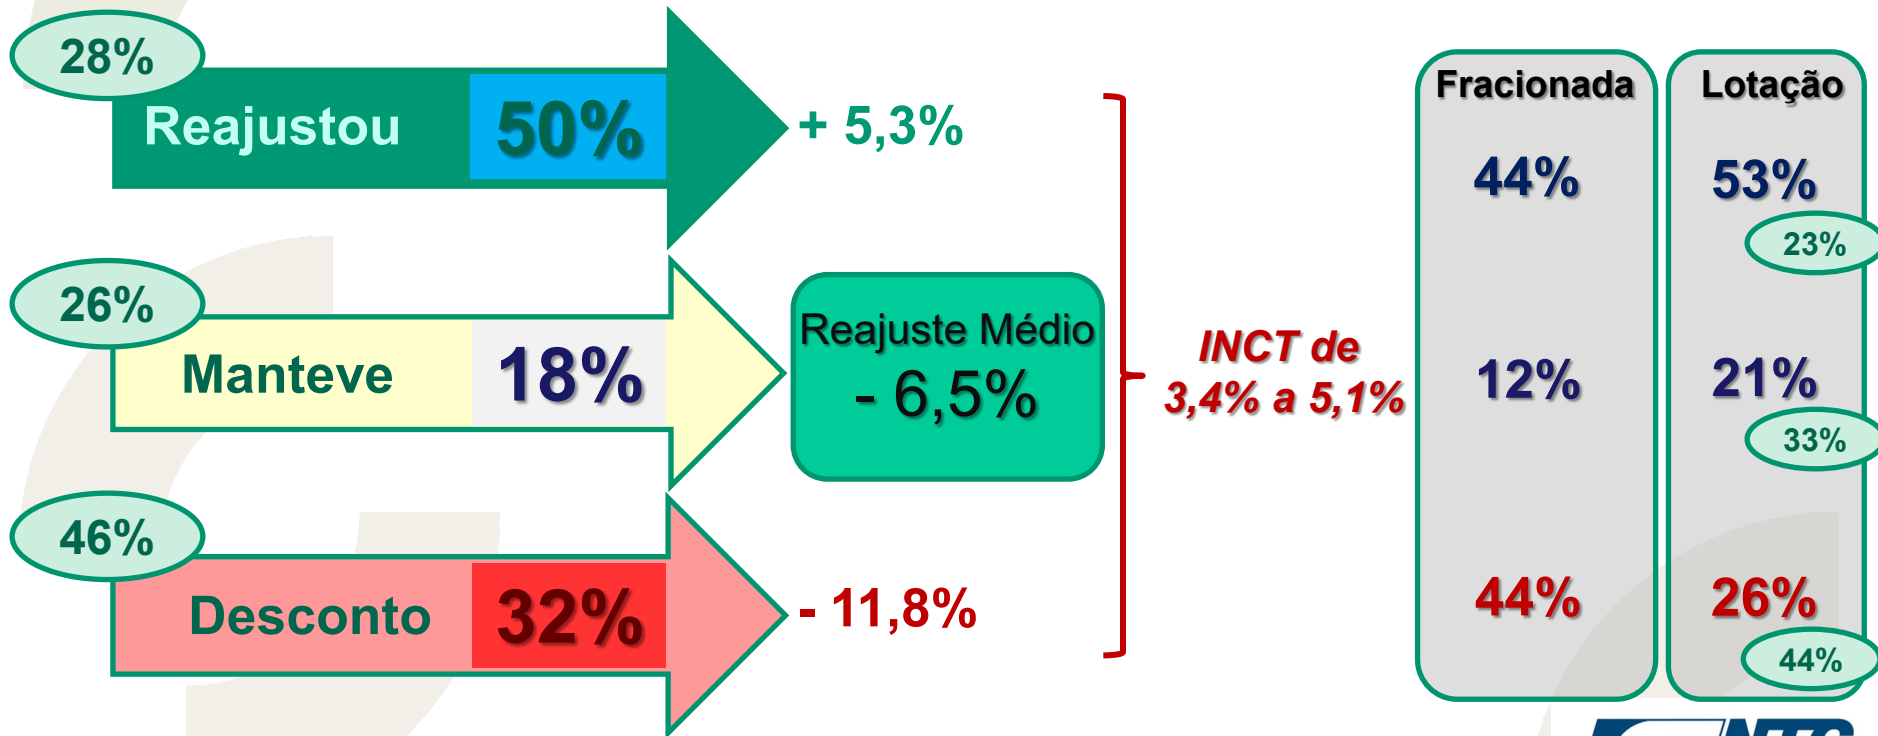 28%
Reajustou
50%
+ 5,3%
26%
Manteve
18%
Reajuste Médio
- 6,5%
46%
Desconto
32%
- 11,8%
INCT de
3,4% a 5,1%
Fracionada
44%
12%
44%
Lotação
53%
23%
21%
33%
26%
44%